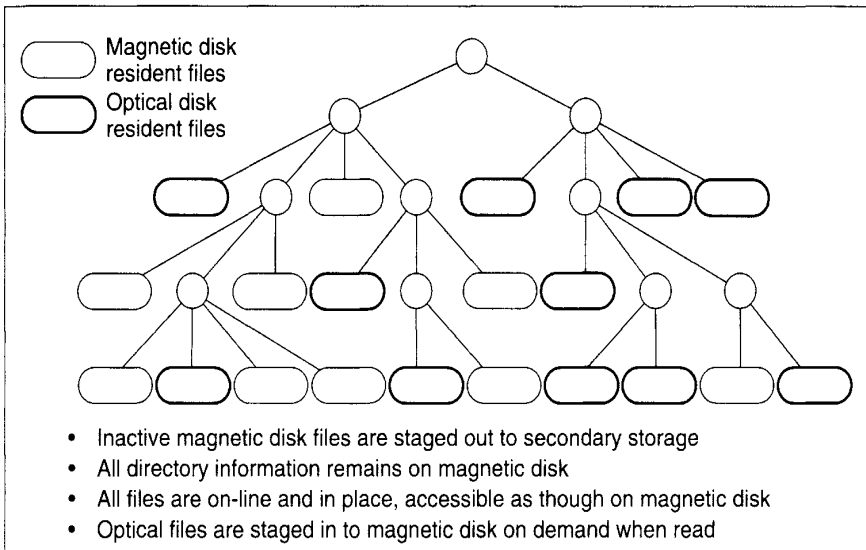 Magnetic disk
resident files
Optical disk
resident files
• Inactive magnetic disk files are staged out to secondary storage
• All directory information remains on magnetic disk
• All files are on-line and in place, accessible as though on magnetic disk
• Optical files are staged in to magnetic disk on demand when read